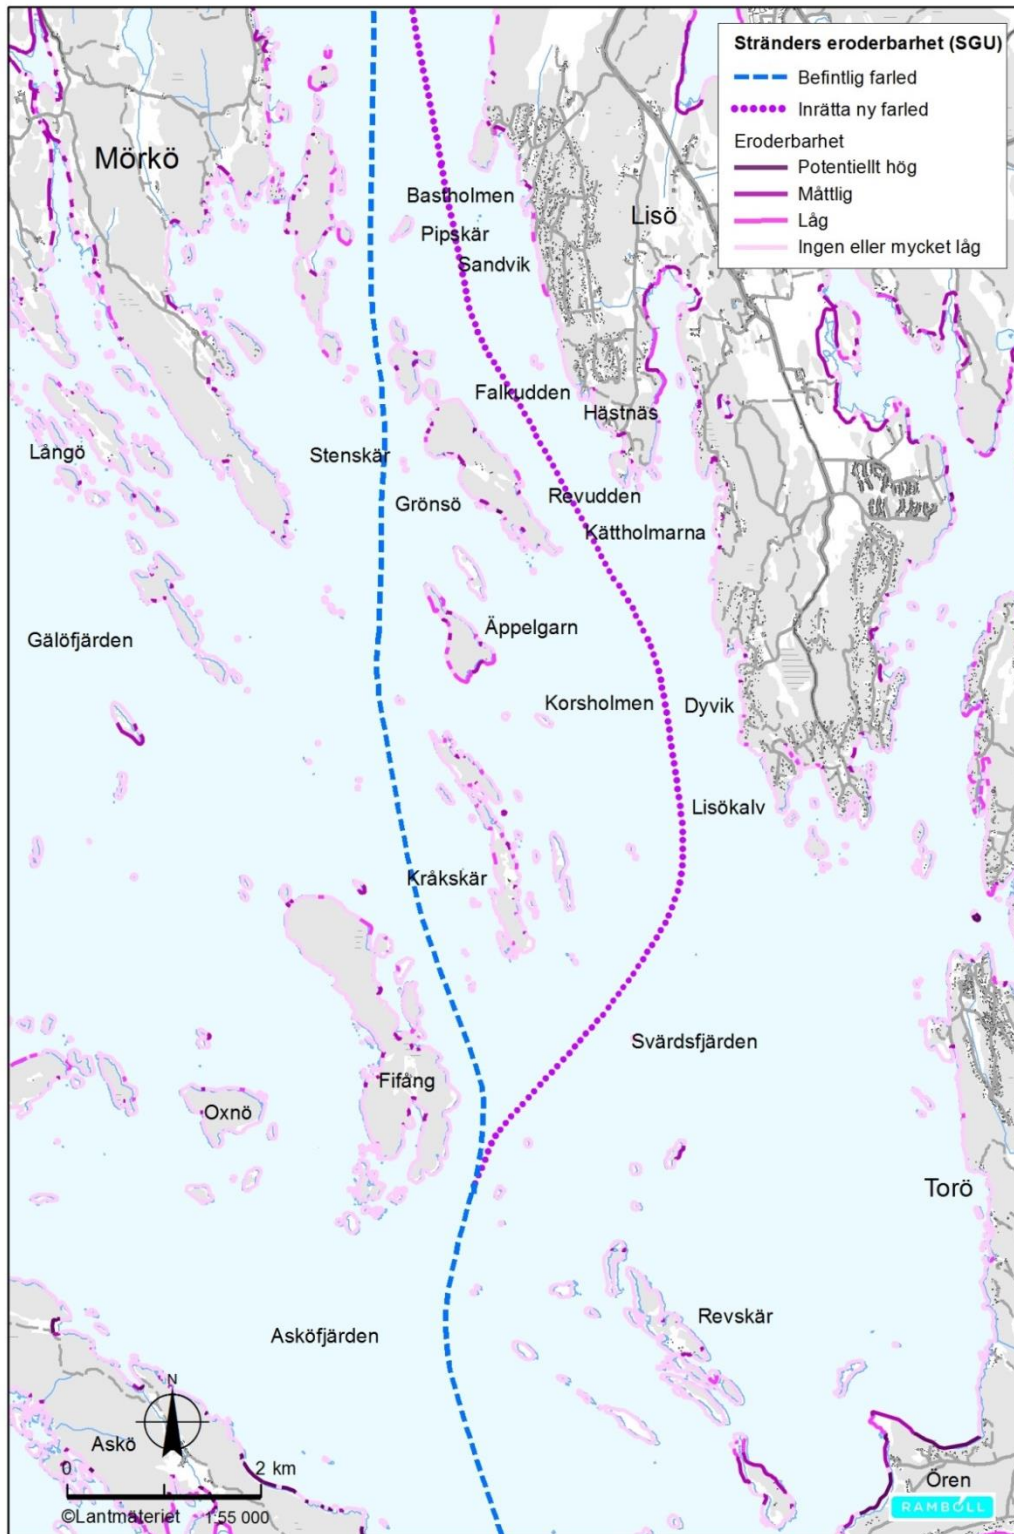 Stränders eroderbarhet (SGU)
Befintlig farled
Inrätta ny farled
Eroderbarhet
Potentiellt hög
Måttlig
Låg
Ingen eller mycket låg
Mörkö
Bastholmen
Lisö
Pipskär
Sandvik
Falkudden
Hästnäs
Långö
Stenskär
Grönsö
Revudden
Kättholmarna
Gälöfjärden
Äppelgarn
Korsholmen
Dyvik
Lisökalv
Kråkskär
Svärdsfjärden
Fifång
Oxnö
Torö
Revskär
Asköfjärden
N
Askö
0 2 km
Ören
©Lantmäteriet 1:55 000
RAMBOLL